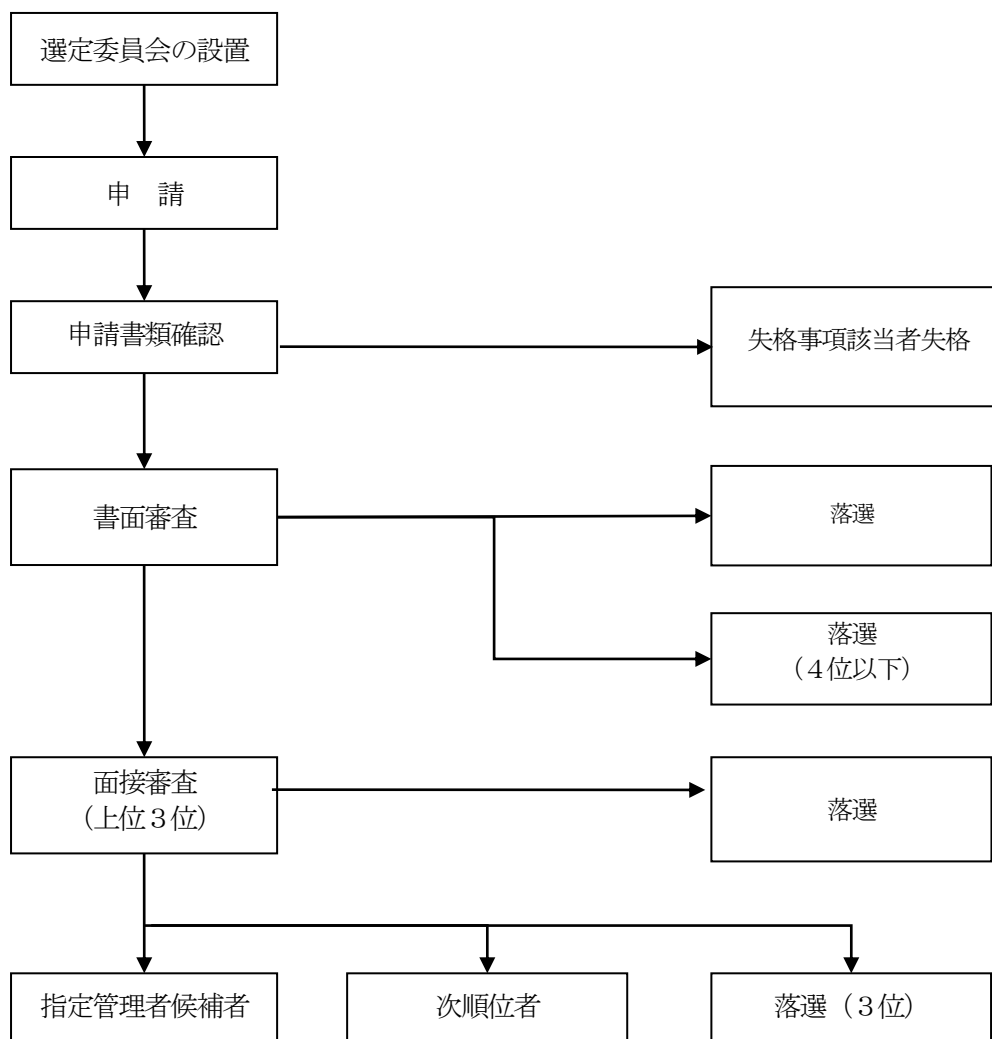 選定委員会の設置
申　請
申請書類確認
失格事項該当者失格
書面審査
落選
落選
（４位以下）
面接審査
（上位３位）
落選
指定管理者候補者
次順位者
落選（３位）